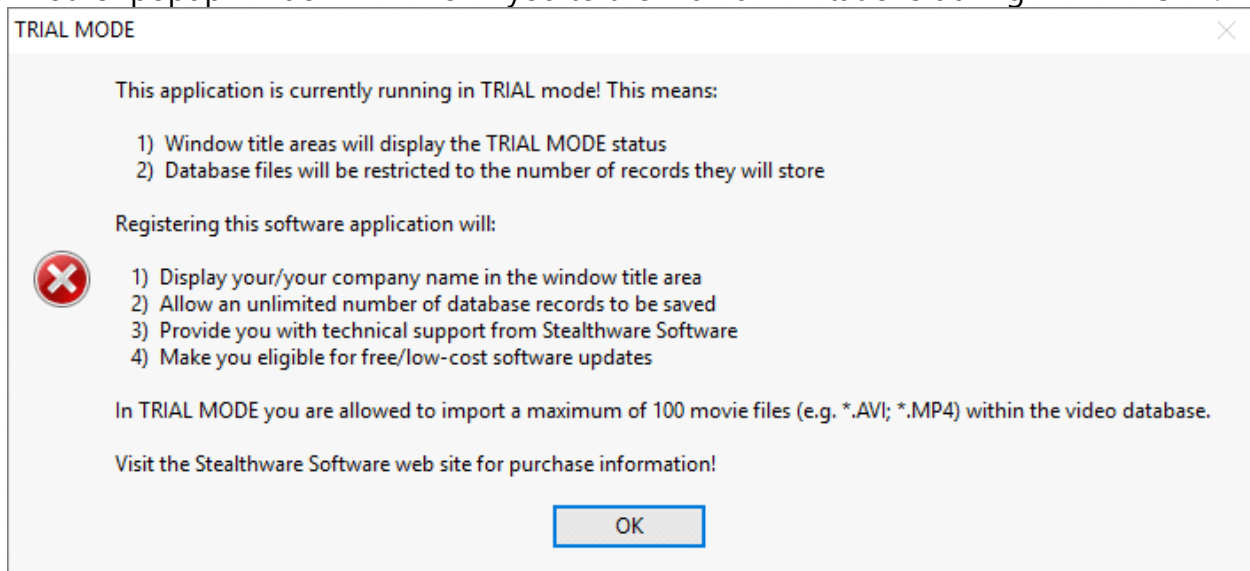 TRIAL MODE
This application is currently running in TRIAL mode! This means:
1) Window title areas will display the TRIAL MODE status
2) Database files will be restricted to the number of records they will store
Registering this software application will:
1) Display your/your company name in the window title area
2) Allow an unlimited number of database records to be saved
3) Provide you with technical support from Stealthware Software
4) Make you eligible for free/low-cost software updates
In TRIAL MODE you are allowed to import a maximum of 100 movie files (e.g. *.AVI; *.MP4) within the video database.
Visit the Stealthware Software web site for purchase information!
OK